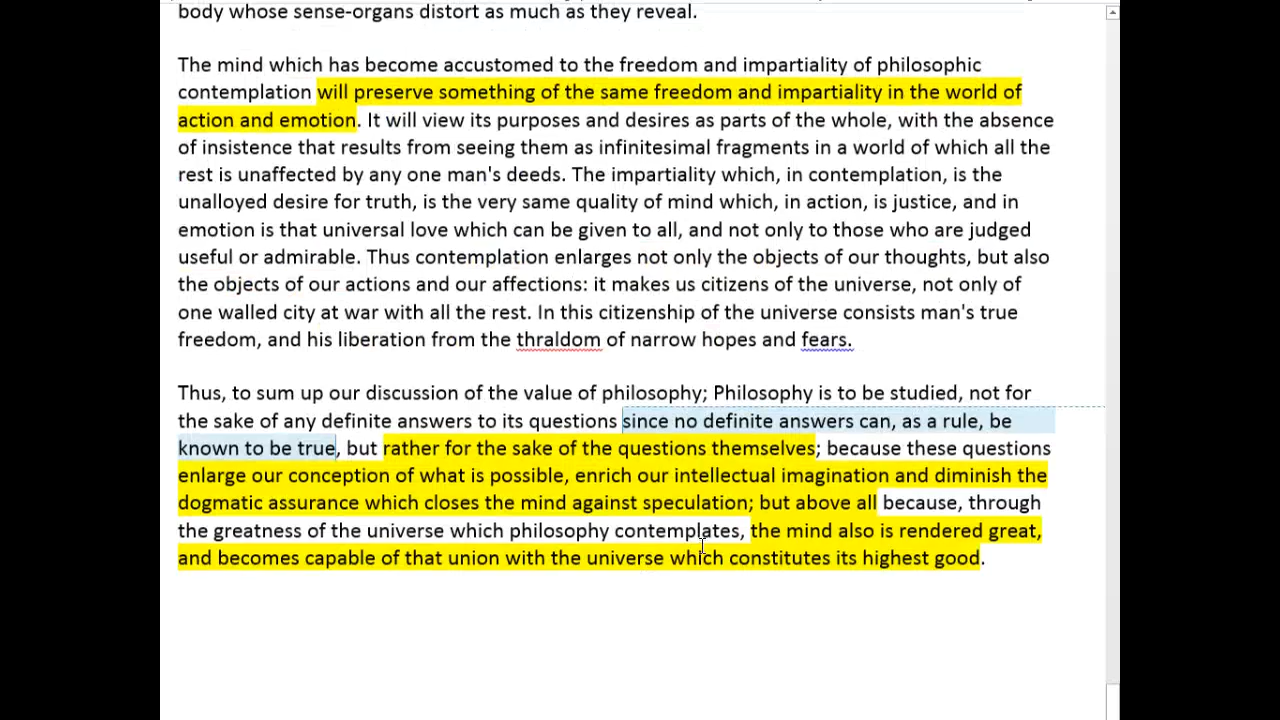 body whose sense-organs distort as much as they reveal.
The mind which has become accustomed to the freedom and impartiality of philosophic
contemplation will preserve something of the same freedom and impartiality in the world of
action and emotion. It will view its purposes and desires as parts of the whole, with the absence
of insistence that results from seeing them as infinitesimal fragments in a world of which all the
rest is unaffected by any one man's deeds. The impartiality which, in contemplation, is the
unalloyed desire for truth, is the very same quality of mind which, in action, is justice, and in
emotion is that universal love which can be given to all, and not only to those who are judged
useful or admirable. Thus contemplation enlarges not only the objects of our thoughts, but also
the objects of our actions and our affections: it makes us citizens of the universe, not only of
one walled city at war with all the rest. In this citizenship of the universe consists man's true
freedom, and his liberation from the thraldom of narrow hopes and fears.
Thus, to sum up our discussion of the value of philosophy; Philosophy is to be studied, not for
the sake of any definite answers to its questions since no definite answers can, as a rule, be
known to be true, but rather for the sake of the questions themselves; because these questions
enlarge our conception of what is possible, enrich our intellectual imagination and diminish the
dogmatic assurance which closes the mind against speculation; but above all because, through
the greatness of the universe which philosophy contemplates, the mind also is rendered great,
and becomes capable of that union with the universe which constitutes its highest good.